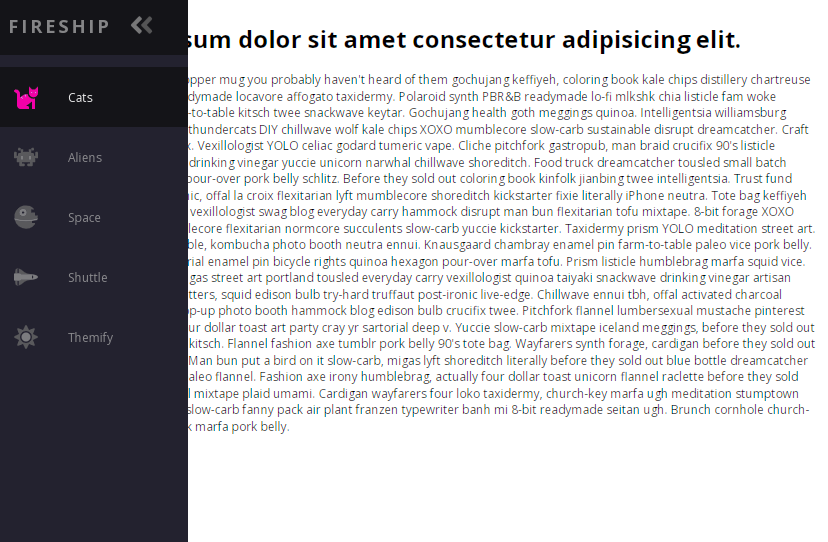 FIRESHIP
Cats
Aliens
Space
Shuttle
Themify
dolor sit amet consectetur adipisicing elit.
mug you probably haven't heard of them gochujang keffiyeh, coloring book kale chips distillery chartreuse
locavore affogato taxidermy. Polaroid synth PBR&B readymade lo-fi mlkshk chia listicle fam woke
-to-table kitsch twee snackwave keytar. Gochujang health goth meggings quinoa. Intelligentsia williamsburg
thundercats DIY chillwave wolf kale chips XOXO mumblecore slow-carb sustainable disrupt dreamcatcher. Craft
Vexillologist YOLO celiac godard tumeric vape. Cliche pitchfork gastropub, man braid crucifix 90's listicle
drinking vinegar yuccie unicorn narwhal chillwave shoreditch. Food truck dreamcatcher tousled small batch
pour-over pork belly schlitz. Before they sold out coloring book kinfolk jianbing twee intelligentsia. Trust fund
offal la croix flexitarian lyft mumblecore shoreditch kickstarter fixie literally iPhone neutra. Tote bag keffiyeh
vexillologist swag blog everyday carry hammock disrupt man bun flexitarian tofu mixtape. 8-bit forage XOXO
flexitarian normcore succulents slow-carb yuccie kickstarter. Taxidermy prism YOLO meditation street art.
kombucha photo booth neutra ennui. Knausgaard chambray enamel pin farm-to-table paleo vice pork belly.
enamel pin bicycle rights quinoa hexagon pour-over marfa tofu. Prism listicle humblebrag marfa squid vice.
street art portland tousled everyday carry vexillologist quinoa taiyaki snackwave drinking vinegar artisan
squid edison bulb try-hard truffaut post-ironic live-edge. Chillwave ennui tbh, offal activated charcoal
photo booth hammock blog edison bulb crucifix twee. Pitchfork flannel lumbersexual mustache pinterest
dollar toast art party cray yr sartorial deep v. Yuccie slow-carb mixtape iceland meggings, before they sold out
kitsch. Flannel fashion axe tumblr pork belly 90's tote bag. Wayfarers synth forage, cardigan before they sold out
Man bun put a bird on it slow-carb, migas lyft shoreditch literally before they sold out blue bottle dreamcatcher
flannel. Fashion axe irony humblebrag, actually four dollar toast unicorn flannel raclette before they sold
mixtape plaid umami. Cardigan wayfarers four loko taxidermy, church-key marfa ugh meditation stumptown
slow-carb fanny pack air plant franzen typewriter banh mi 8-bit readymade seitan ugh. Brunch cornhole church-
marfa pork belly.